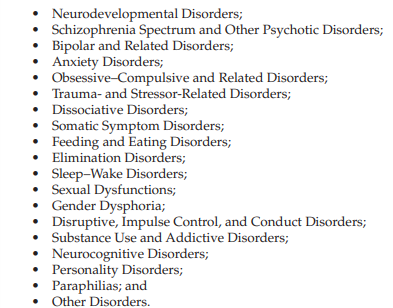 • Neurodevelopmental Disorders;
• Schizophrenia Spectrum and Other Psychotic Disorders;
• Bipolar and Related Disorders;
• Anxiety Disorders;
• Obsessive–Compulsive and Related Disorders;
• Trauma- and Stressor-Related Disorders;
• Dissociative Disorders;
• Somatic Symptom Disorders;
• Feeding and Eating Disorders;
• Elimination Disorders;
• Sleep–Wake Disorders;
• Sexual Dysfunctions;
• Gender Dysphoria;
• Disruptive, Impulse Control, and Conduct Disorders;
• Substance Use and Addictive Disorders;
• Neurocognitive Disorders;
• Personality Disorders;
• Paraphilias; and
• Other Disorders.